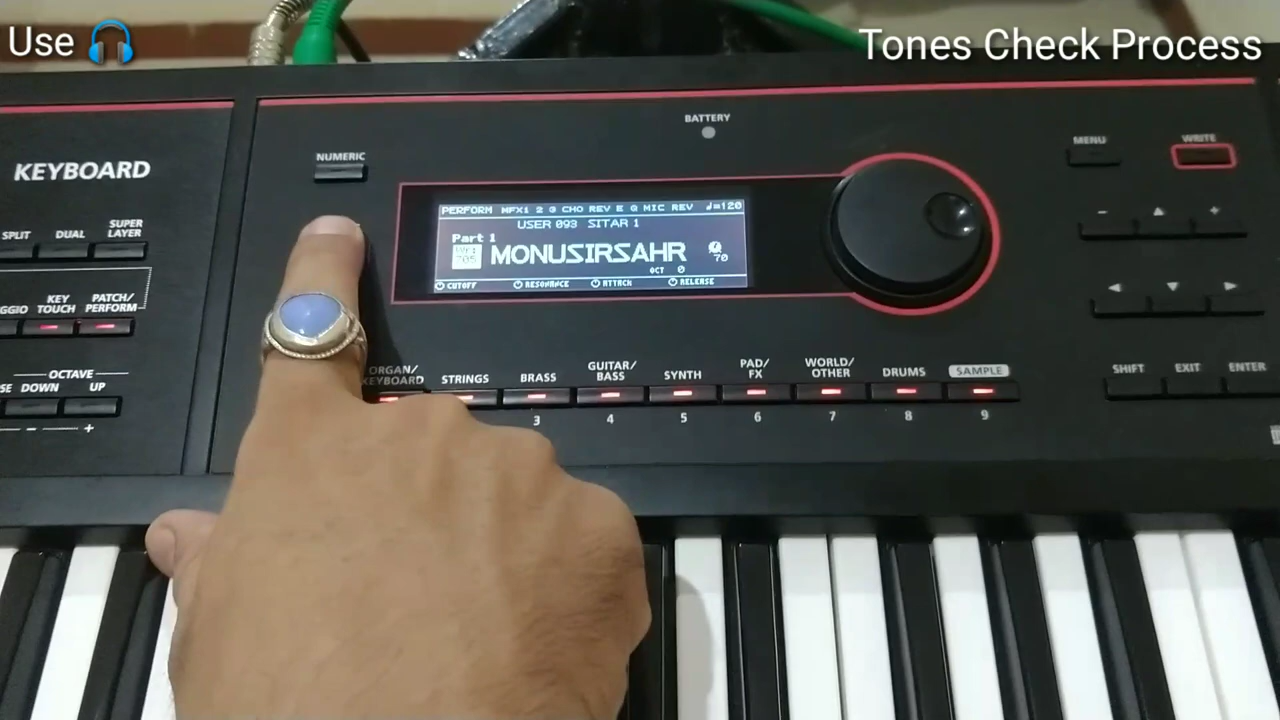 Use
Tones Check Process
BATTERY
MENU
WRITE
NUMERIC
KEYBOARD
SPLIT DUAL SUPER LAYER
KEY TOUCH PATCH/PERFORM
OCTAVE
DOWN UP
- +
PERFORM MFX1 2 3 CHO REV E Q MIC REV ♩=120
USER 093 SITAR 1
Part 1
MONUSIRSAHR
70
OCT 0
CUTOFF RESONANCE ATTACK RELEASE
- +
ORGAN/KEYBOARD STRINGS BRASS GUITAR/BASS SYNTH PAD/FX WORLD/OTHER DRUMS SAMPLE
3 4 5 6 7 8 9
SHIFT EXIT ENTER